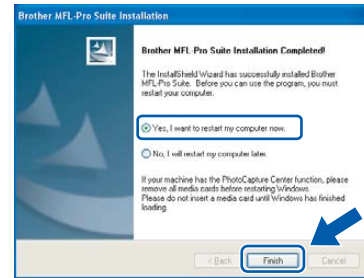 Brother MFL-Pro Suite Installation
Brother MFL-Pro Suite Installation Completed!
The InstallShield Wizard has successfully installed Brother
MFL-Pro Suite. Before you can use the program, you must
restart your computer.
Yes, I want to restart my computer now.
No, I will restart my computer later.
If your machine has the PhotoCapture Center function, please
remove all media cards before restarting Windows.
Please do not insert a media card until Windows has finished
loading.
< Back Finish Cancel